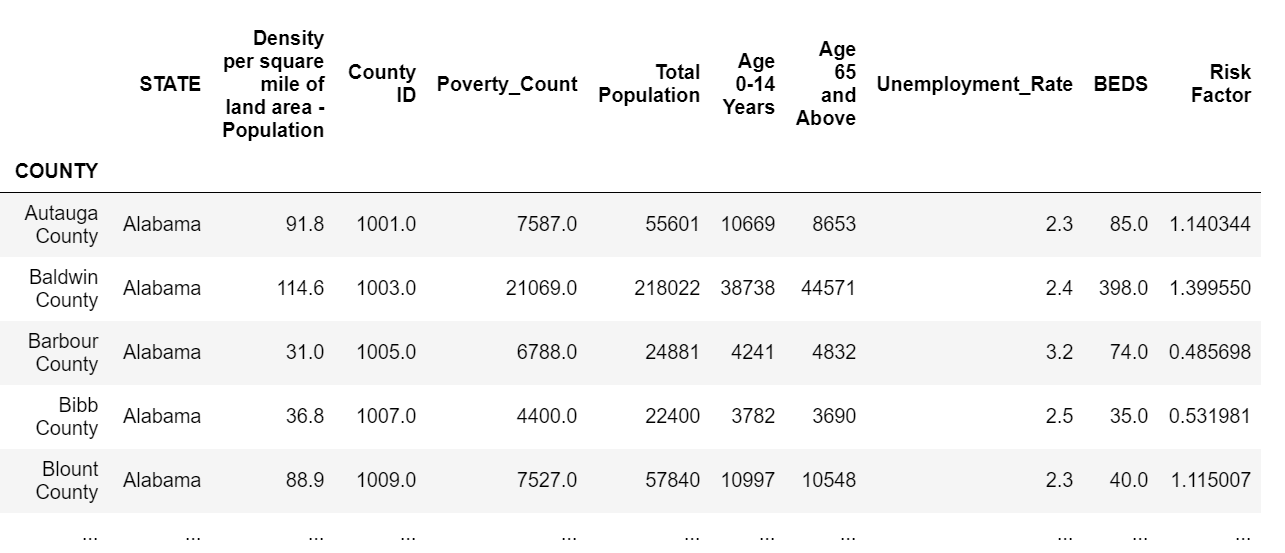 STATE Density per square mile of land area - Population County ID Poverty_Count Total Population Age 0-14 Years Age 65 and Above Unemployment_Rate BEDS Risk Factor
COUNTY
Autauga County Alabama 91.8 1001.0 7587.0 55601 10669 8653 2.3 85.0 1.140344
Baldwin County Alabama 114.6 1003.0 21069.0 218022 38738 44571 2.4 398.0 1.399550
Barbour County Alabama 31.0 1005.0 6788.0 24881 4241 4832 3.2 74.0 0.485698
Bibb County Alabama 36.8 1007.0 4400.0 22400 3782 3690 2.5 35.0 0.531981
Blount County Alabama 88.9 1009.0 7527.0 57840 10997 10548 2.3 40.0 1.115007
... ... ... ... ... ... ... ... ... ... ...